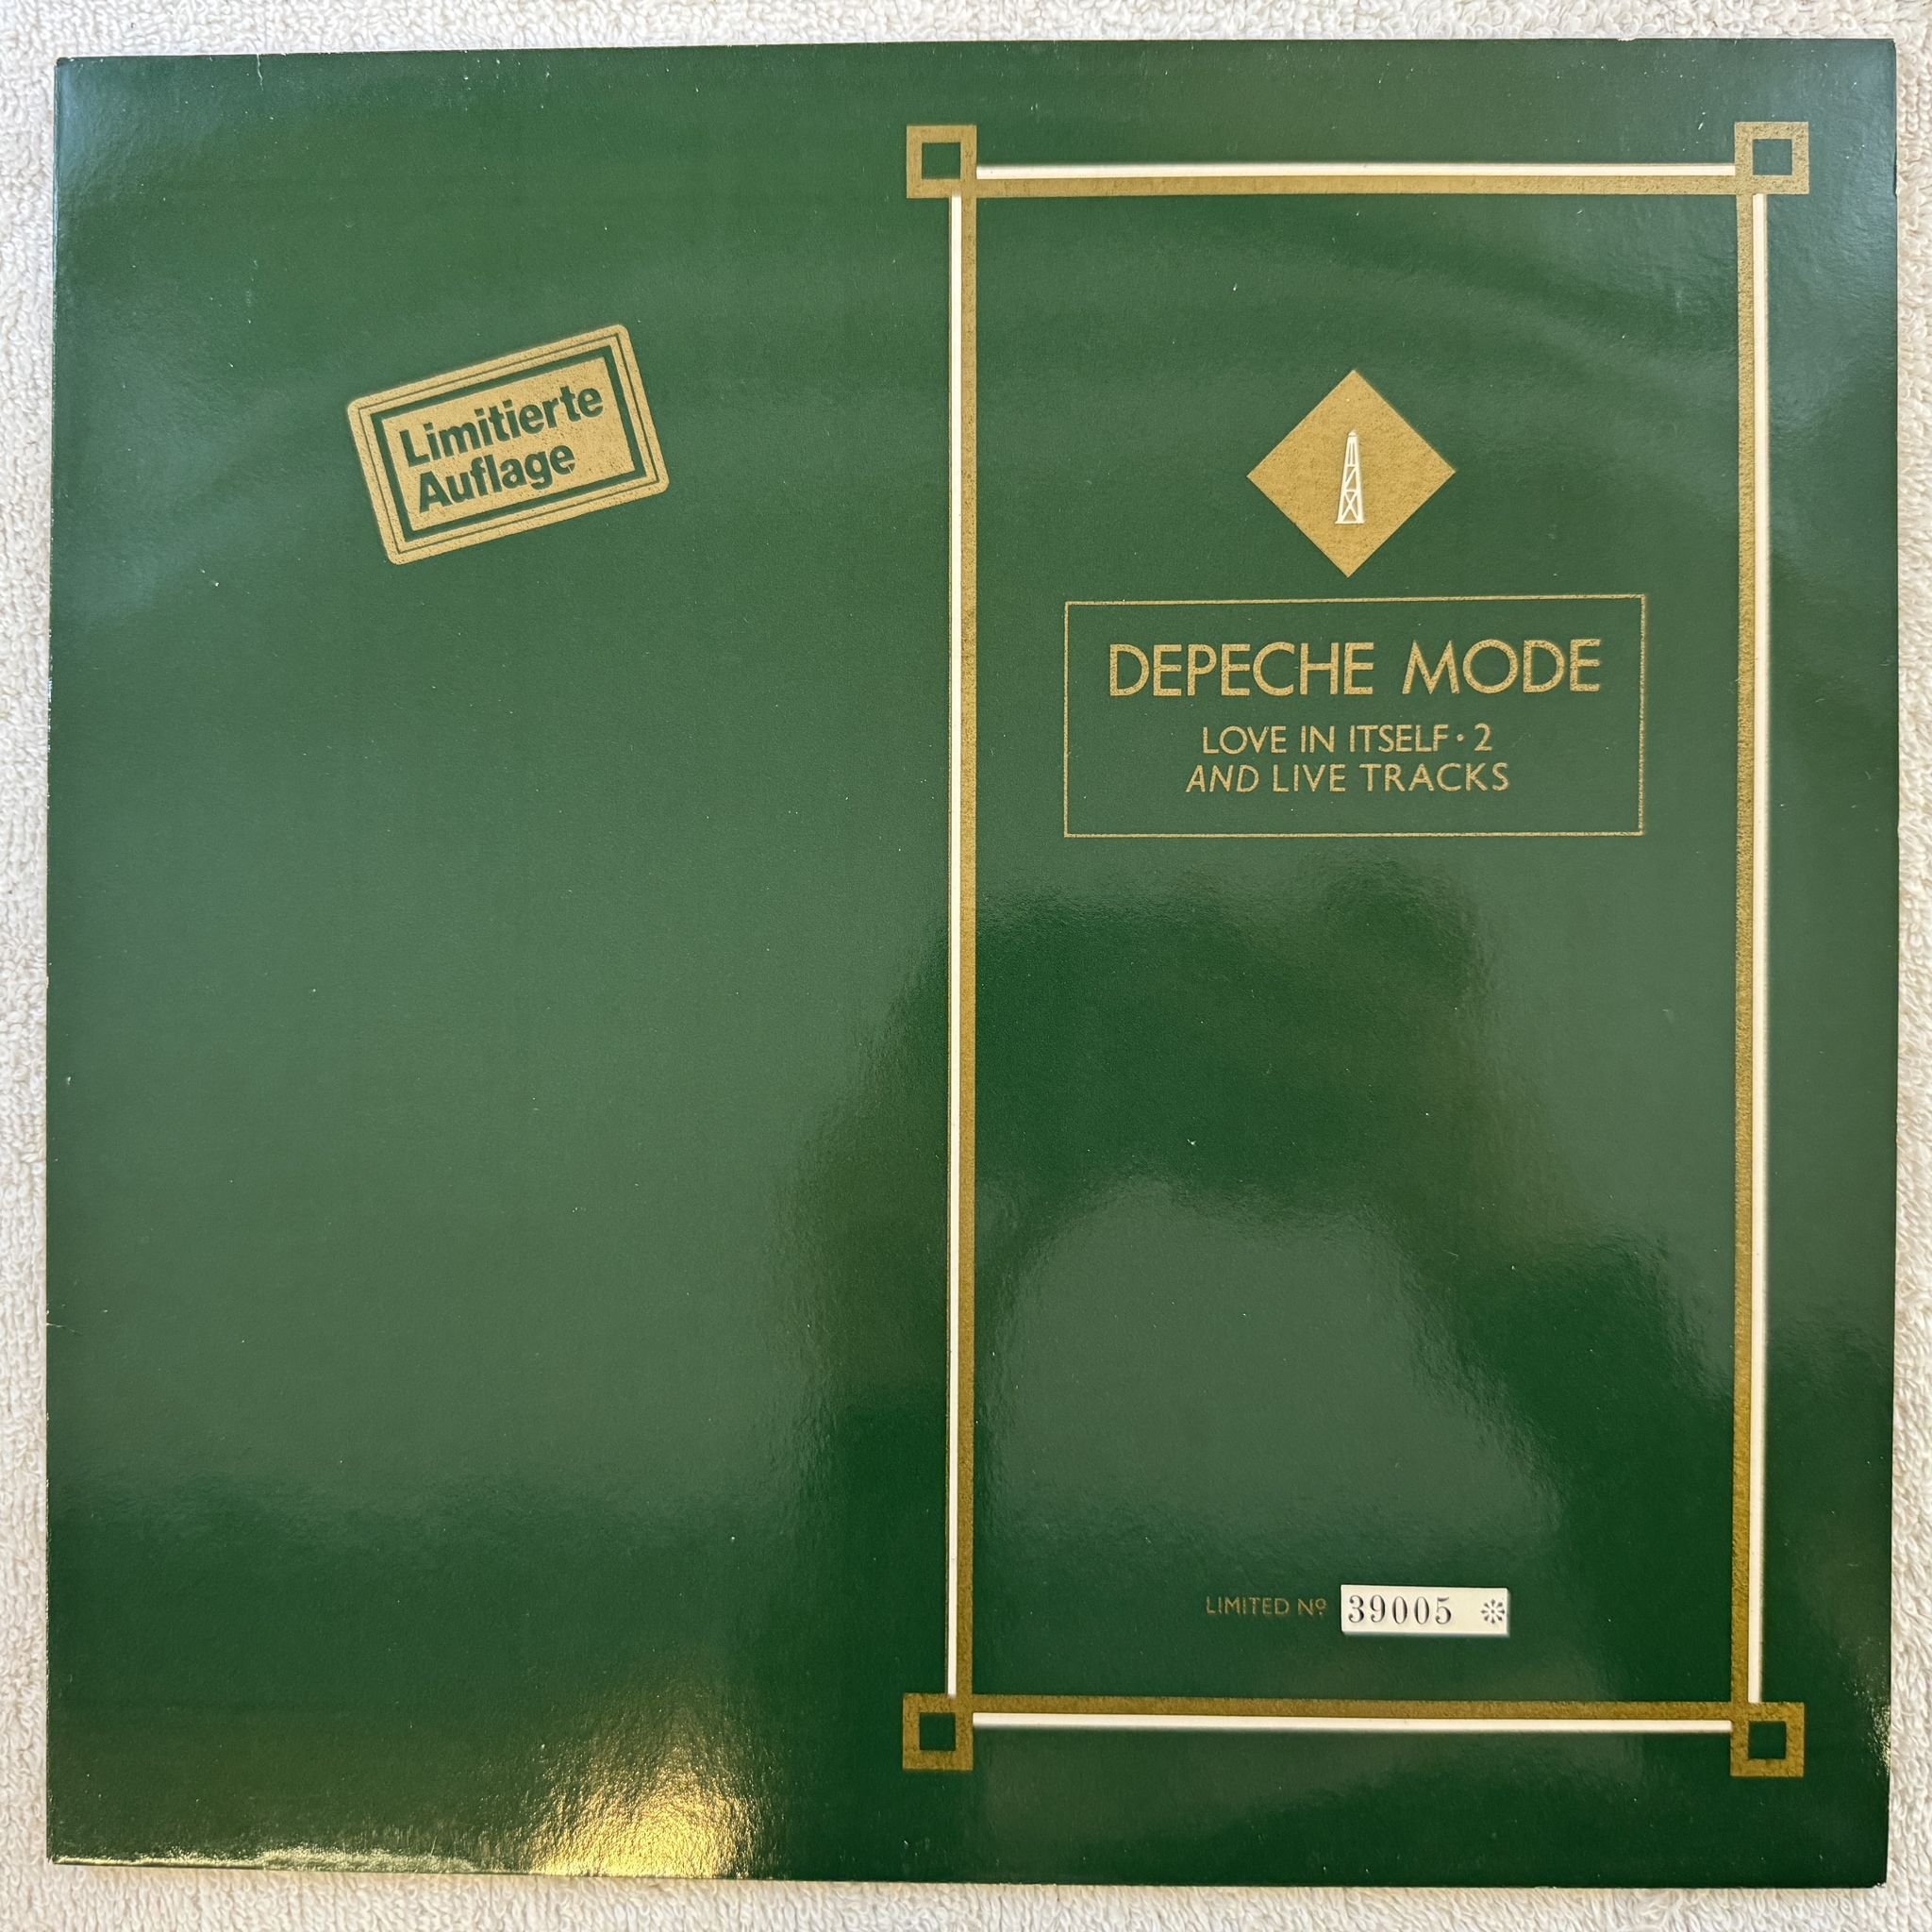 Limitierte
Auflage
DEPECHE MODE
LOVE IN ITSELF · 2
AND LIVE TRACKS
LIMITED Nº 39005 ✻